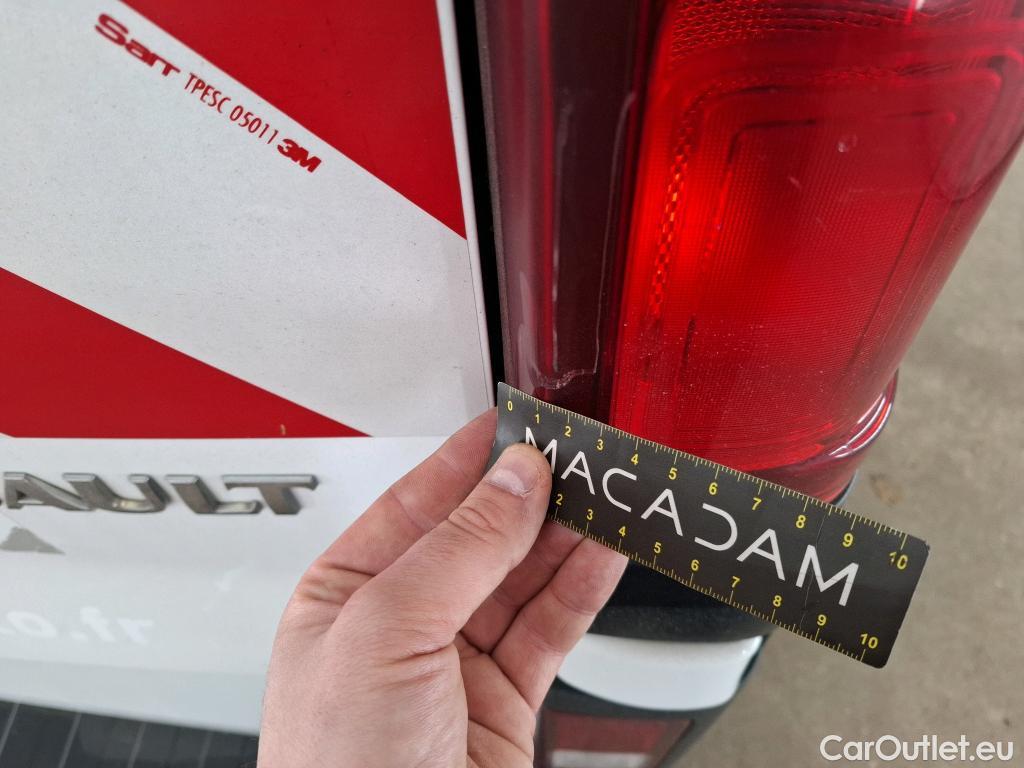 Sarr TPESC 05011 3M
AULT
o.fr
0 1 2 3 4 5 6 7 8 9 10
MACADAM
2 3 4 5 6 7 8 9 10
CarOutlet.eu